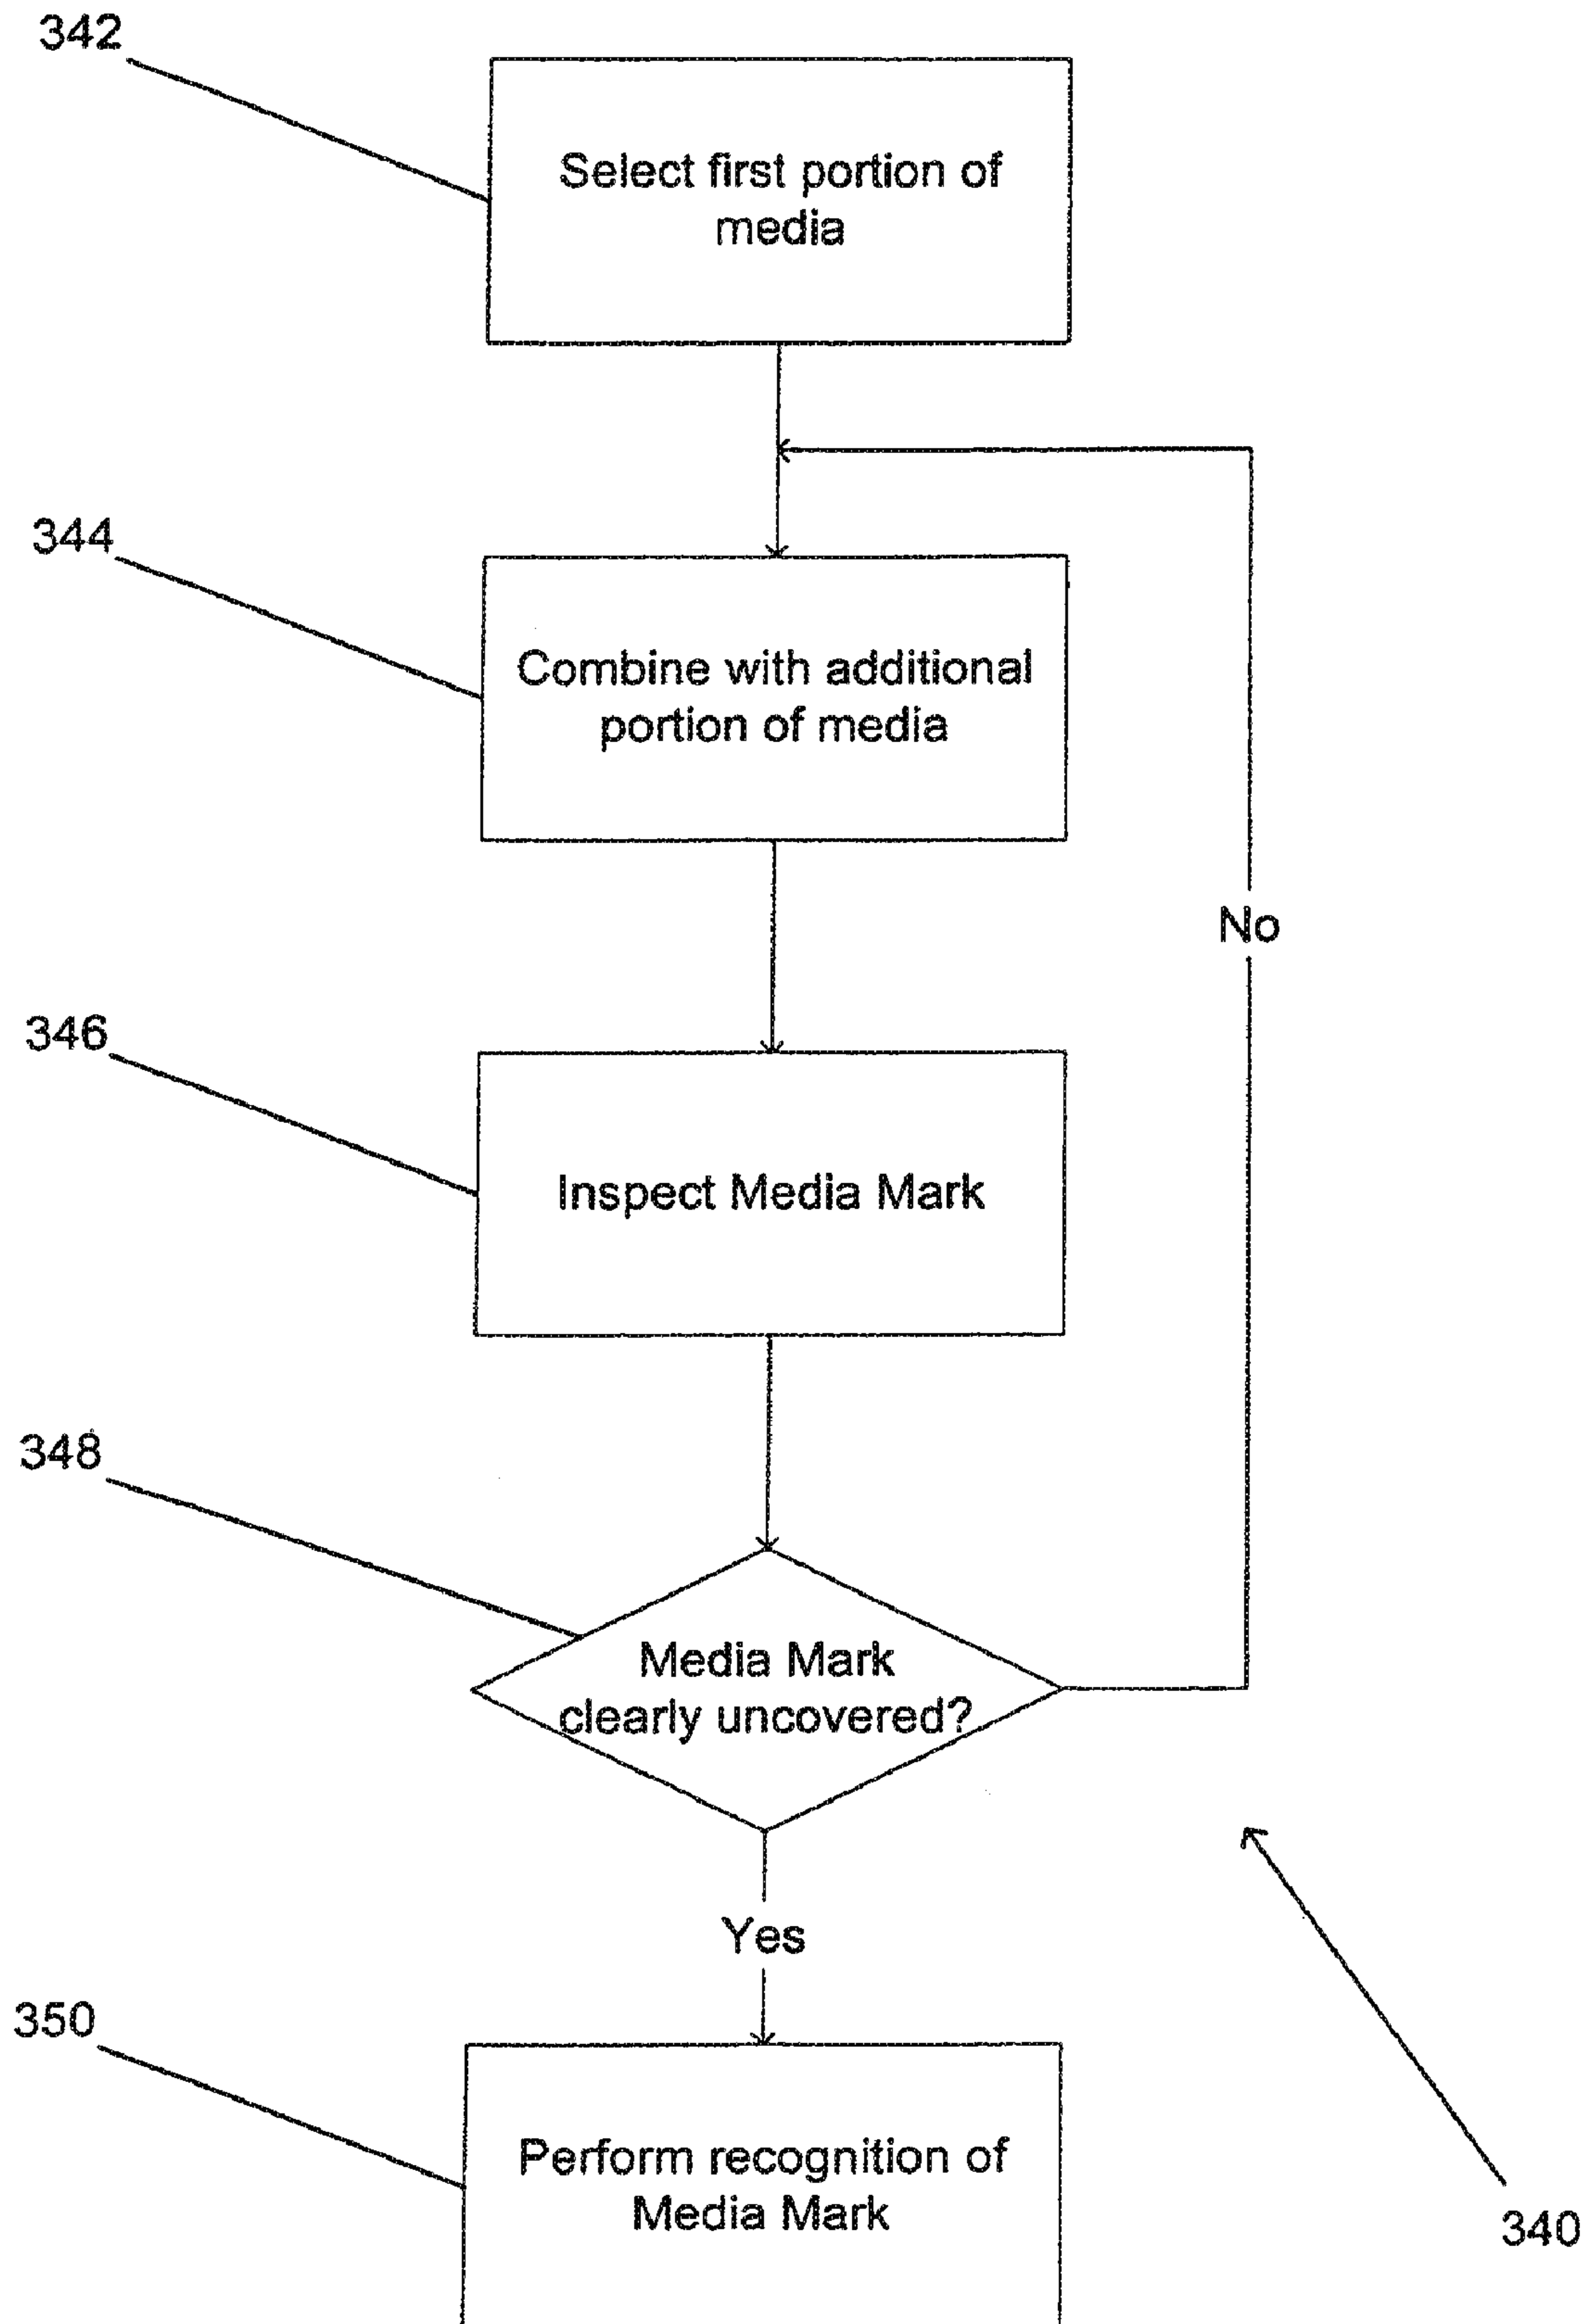 342
Select first portion of
media
344
Combine with additional
portion of media
No
346
Inspect Media Mark
348
Media Mark
clearly uncovered?
Yes
350
Perform recognition of
Media Mark
340